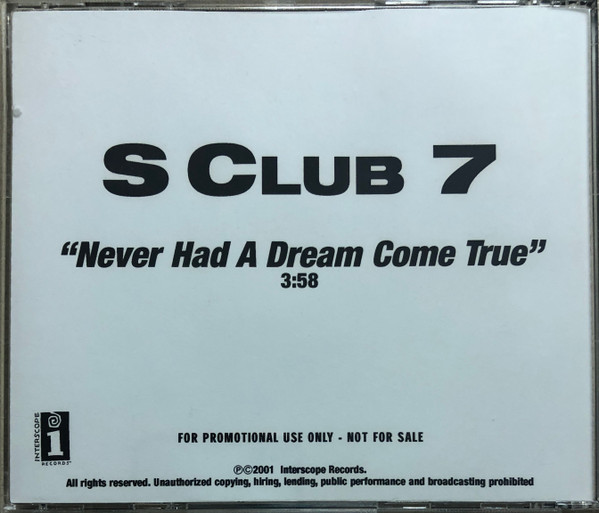 S CLUB 7
“Never Had A Dream Come True”
3:58
INTERSCOPE
i
RECORDS
FOR PROMOTIONAL USE ONLY - NOT FOR SALE
℗©2001 Interscope Records.
All rights reserved. Unauthorized copying, hiring, lending, public performance and broadcasting prohibited